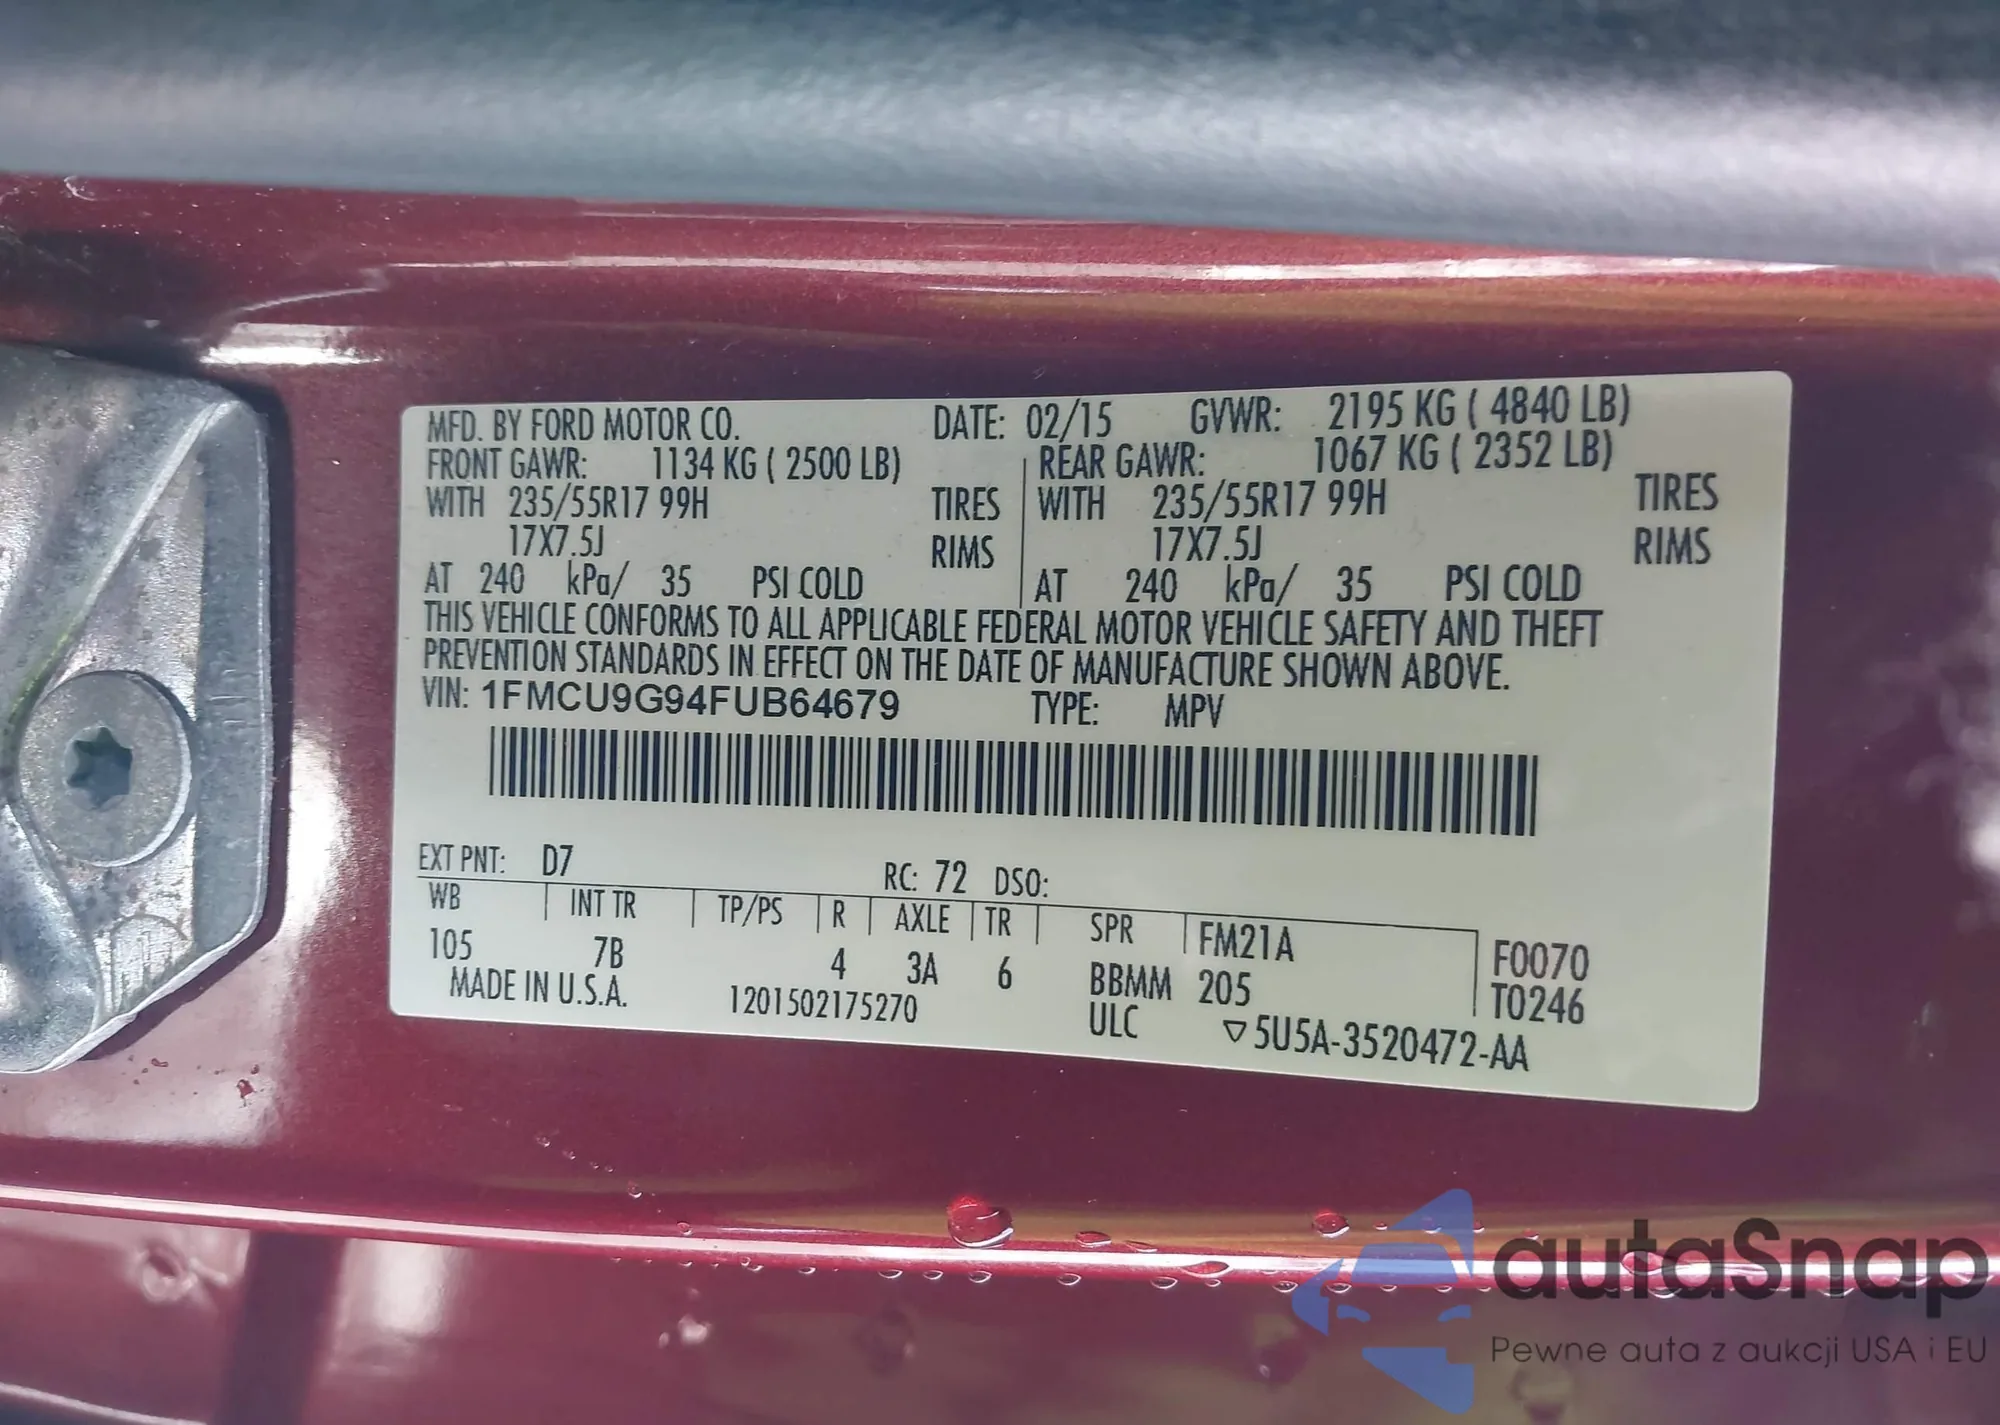 MFD. BY FORD MOTOR CO. DATE: 02/15 GVWR: 2195 KG ( 4840 LB)
FRONT GAWR: 1134 KG ( 2500 LB) REAR GAWR: 1067 KG ( 2352 LB)
WITH 235/55R17 99H TIRES WITH 235/55R17 99H TIRES
17X7.5J RIMS 17X7.5J RIMS
AT 240 kPa/ 35 PSI COLD AT 240 kPa/ 35 PSI COLD
THIS VEHICLE CONFORMS TO ALL APPLICABLE FEDERAL MOTOR VEHICLE SAFETY AND THEFT
PREVENTION STANDARDS IN EFFECT ON THE DATE OF MANUFACTURE SHOWN ABOVE.
VIN: 1FMCU9G94FUB64679 TYPE: MPV
EXT PNT: D7 RC: 72 DSO:
WB INT TR TP/PS R AXLE TR SPR FM21A F0070
105 7B 4 3A 6 BBMM 205 T0246
MADE IN U.S.A. 1201502175270 ULC ▽5U5A-3520472-AA
autaSnap
Pewne auta z aukcji USA i EU